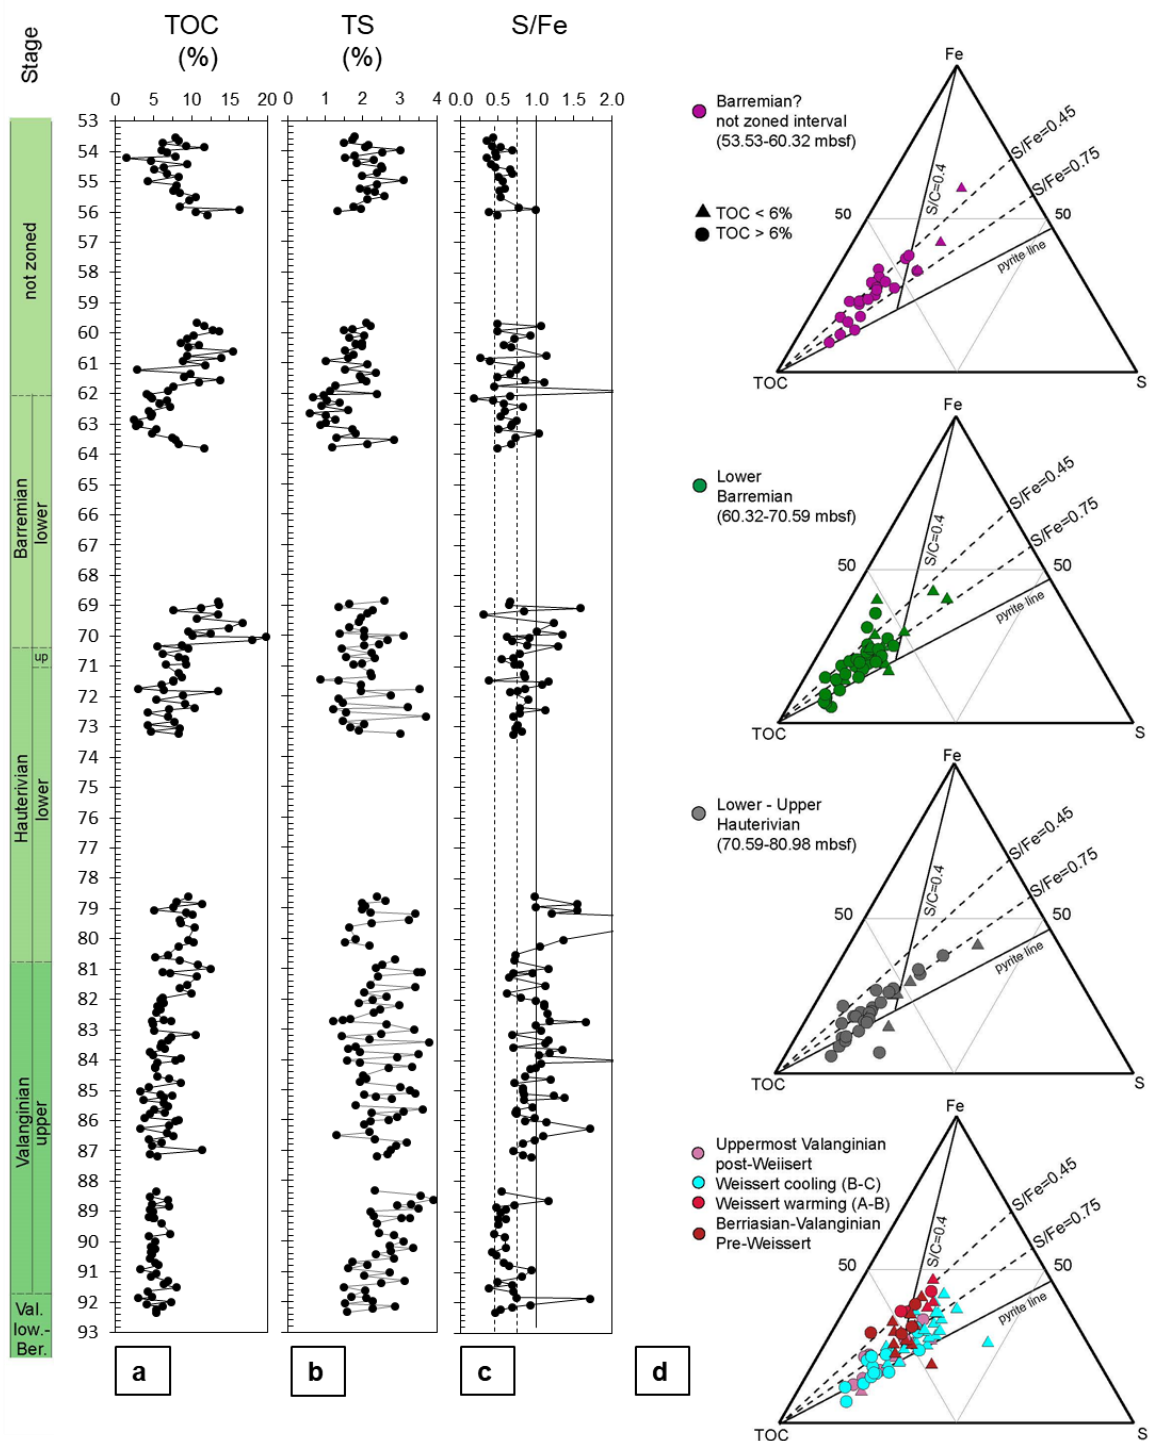 Stage
TOC
(%)
TS
(%)
S/Fe
0 5 10 15 20
0 1 2 3 4
0.0 0.5 1.0 1.5 2.0
53
54
55
56
57
58
59
60
61
62
63
64
65
66
67
68
69
70
71
72
73
74
75
76
77
78
79
80
81
82
83
84
85
86
87
88
89
90
91
92
93
not zoned
Barremian
lower
up
Hauterivian
lower
Valanginian
upper
Val.
low.-
Ber.
a
b
c
d
Barremian?
not zoned interval
(53.53-60.32 mbsf)
TOC < 6%
TOC > 6%
Fe
S/Fe=0.45
S/Fe=0.75
S/C=0.4
50
50
pyrite line
TOC
S
Lower
Barremian
(60.32-70.59 mbsf)
Fe
S/Fe=0.45
S/Fe=0.75
S/C=0.4
50
50
pyrite line
TOC
S
Lower - Upper
Hauterivian
(70.59-80.98 mbsf)
Fe
S/Fe=0.45
S/Fe=0.75
S/C=0.4
50
50
pyrite line
TOC
S
Uppermost Valanginian
post-Weiisert
Weissert cooling (B-C)
Weissert warming (A-B)
Berriasian-Valanginian
Pre-Weissert
Fe
S/Fe=0.45
S/Fe=0.75
S/C=0.4
50
pyrite line
TOC
S